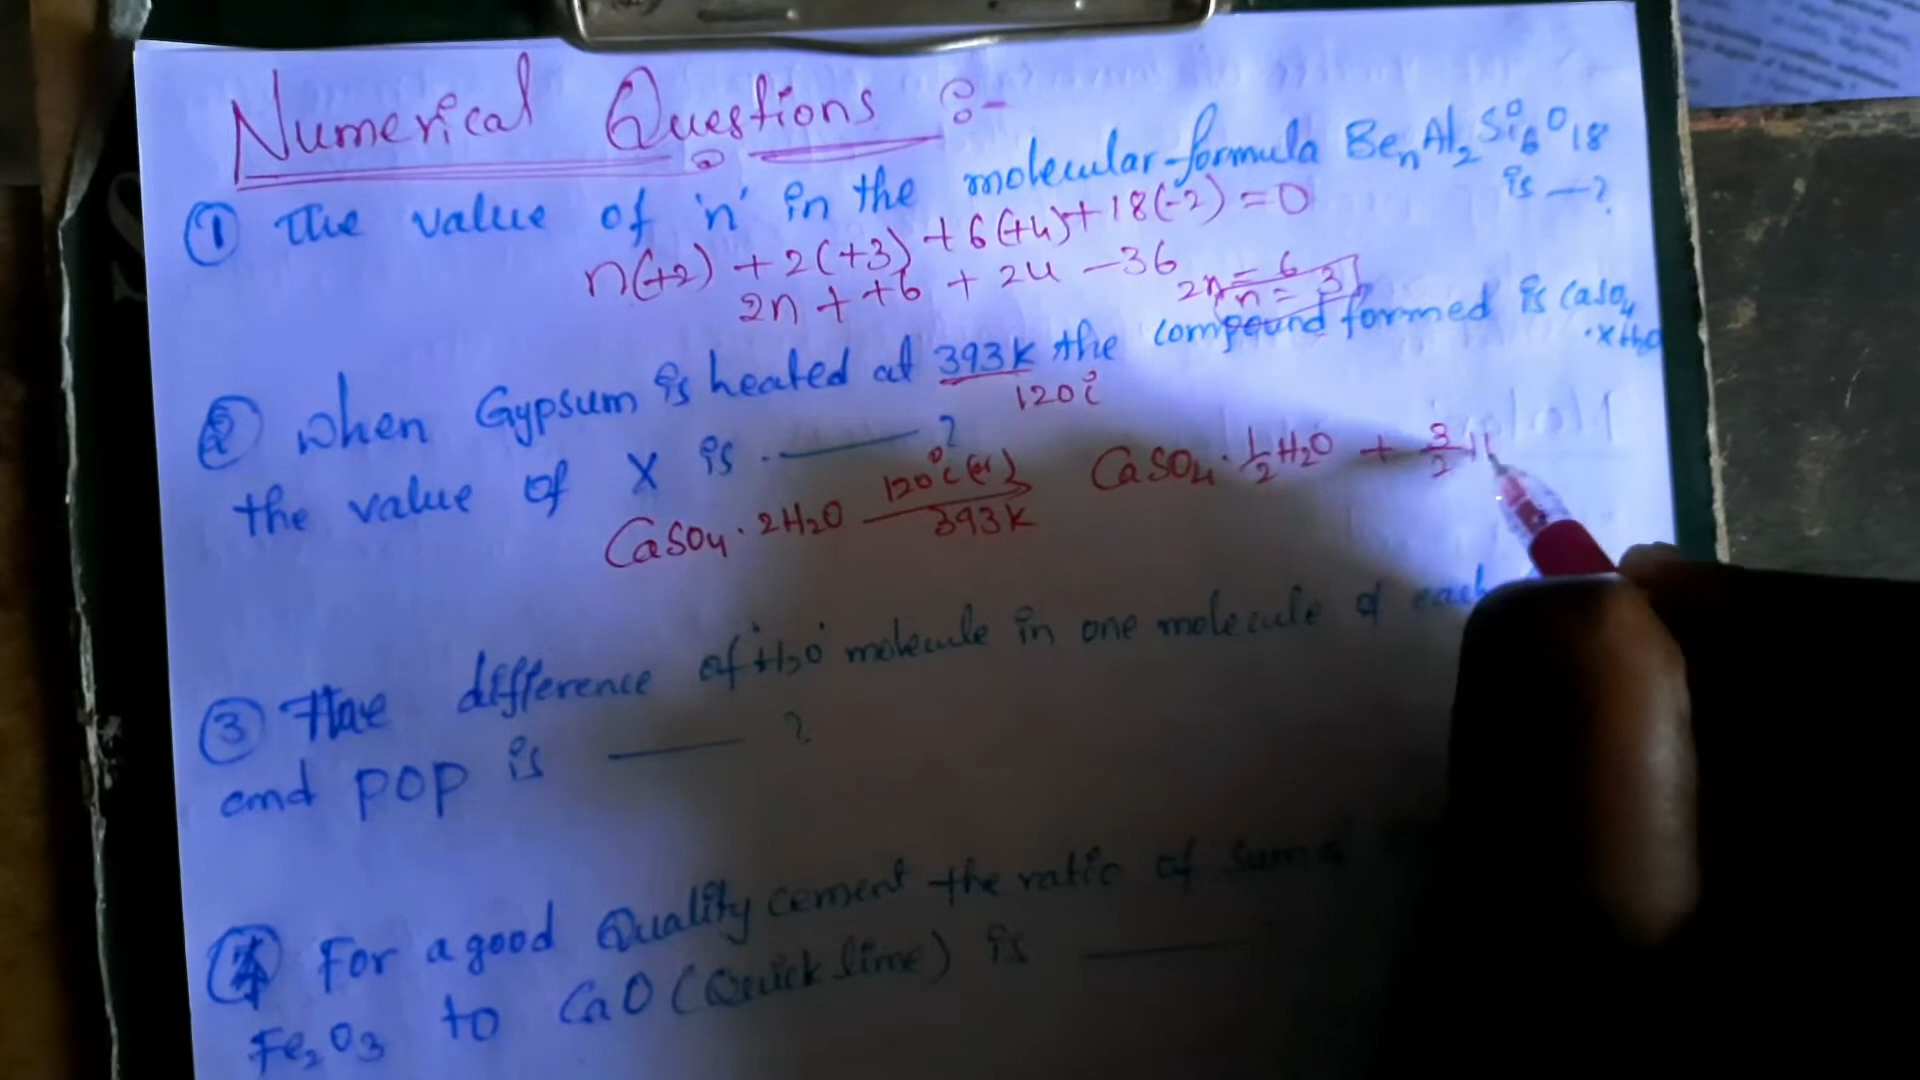 Numerical Questions :-
① The value of 'n' in the molecular formula BeₙAl₂Si₆O₁₈
is —?
n(+2) + 2(+3) + 6(+4) + 18(-2) = 0
2n + +6 + 24 -36
2n = 6
n = 3
② when Gypsum is heated at 393K the compound formed is CaSO₄
·xH₂O
120°c
the value of X is ——?
CaSO₄·2H₂O 120°C (or) 393K CaSO₄·½H₂O + 3/2 H
③ The difference of 'H₂O' molecule in one molecule of each
and POP is ——?
④ For a good Quality cement the ratio of
Fe₂O₃ to CaO (Quick lime) is ——